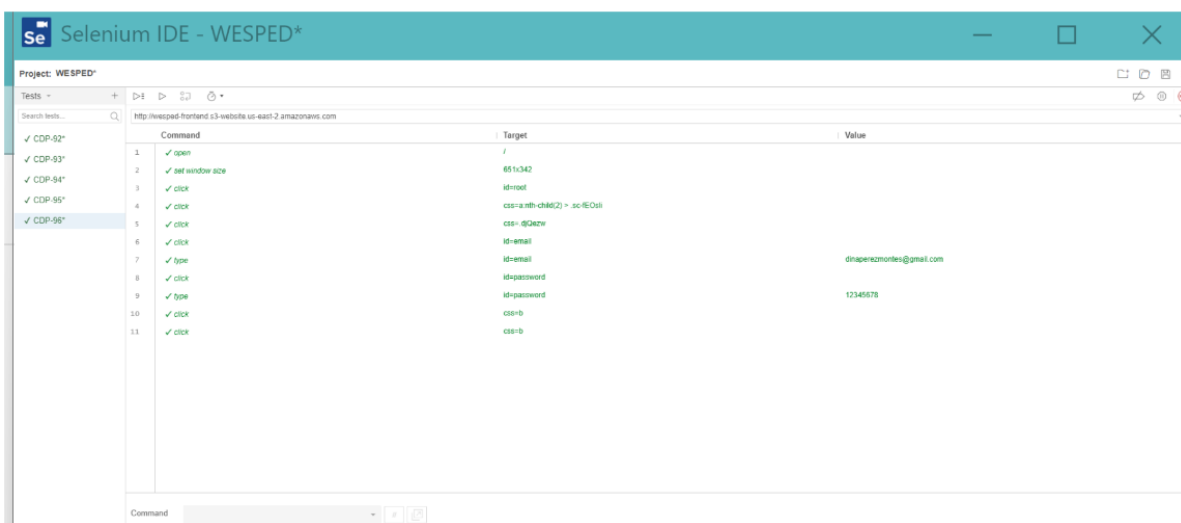 Se Selenium IDE - WESPED*
Project: WESPED*
Tests +
Search tests...
http://wesped-frontend.s3-website.us-east-2.amazonaws.com
✓ CDP-92*
✓ CDP-93*
✓ CDP-94*
✓ CDP-95*
✓ CDP-96*
Command Target Value
1 ✓ open /
2 ✓ set window size 651x342
3 ✓ click id=root
4 ✓ click css=a:nth-child(2) > .sc-fEOsli
5 ✓ click css=.djQezw
6 ✓ click id=email
7 ✓ type id=email dinaperezmontes@gmail.com
8 ✓ click id=password
9 ✓ type id=password 12345678
10 ✓ click css=b
11 ✓ click css=b
Command